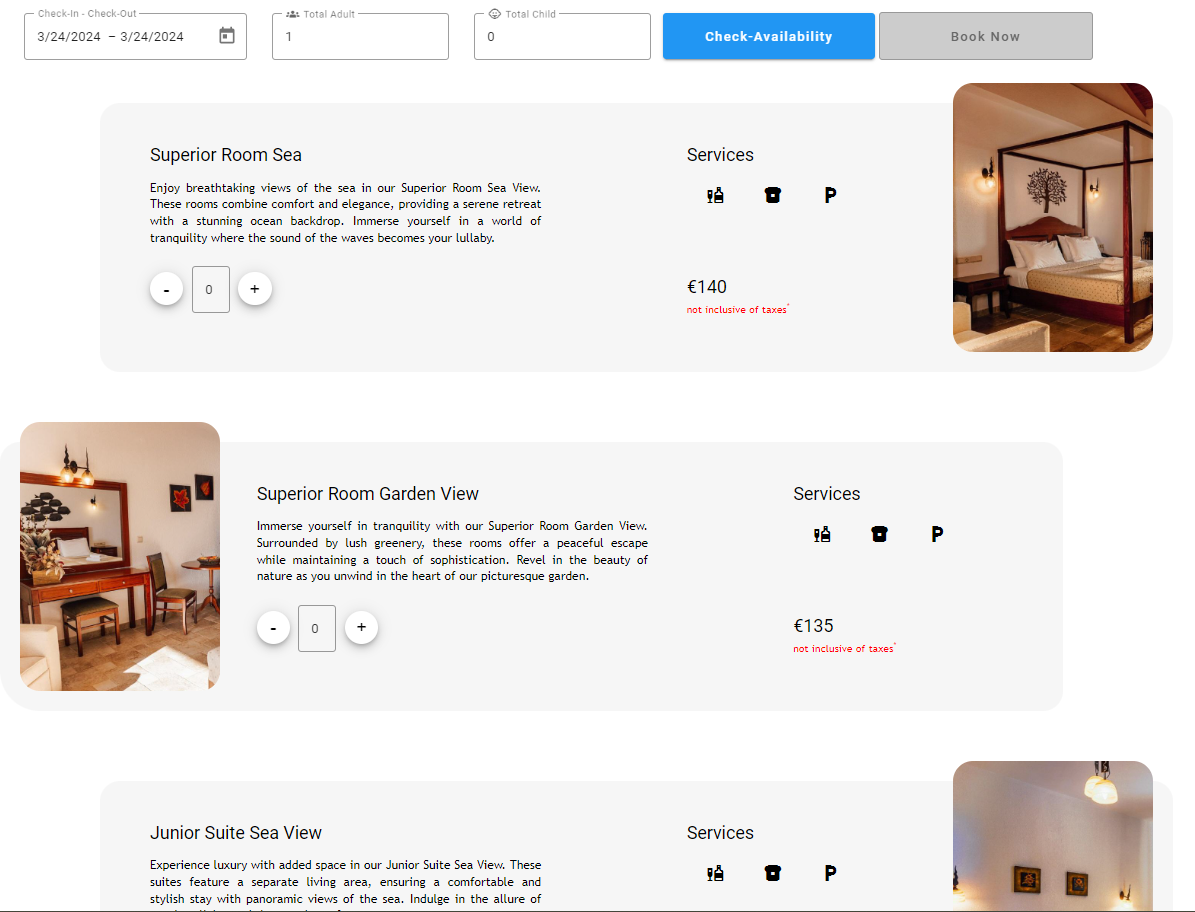 Check-In - Check-Out
Total Adult
Total Child
3/24/2024 – 3/24/2024
1
0
Check-Availability
Book Now
Superior Room Sea
Services
Enjoy breathtaking views of the sea in our Superior Room Sea View.
These rooms combine comfort and elegance, providing a serene retreat
with a stunning ocean backdrop. Immerse yourself in a world of
tranquility where the sound of the waves becomes your lullaby.
P
- 0 +
€140
not inclusive of taxes*
Superior Room Garden View
Services
Immerse yourself in tranquility with our Superior Room Garden View.
Surrounded by lush greenery, these rooms offer a peaceful escape
while maintaining a touch of sophistication. Revel in the beauty of
nature as you unwind in the heart of our picturesque garden.
P
- 0 +
€135
not inclusive of taxes*
Junior Suite Sea View
Services
Experience luxury with added space in our Junior Suite Sea View. These
suites feature a separate living area, ensuring a comfortable and
stylish stay with panoramic views of the sea. Indulge in the allure of
P